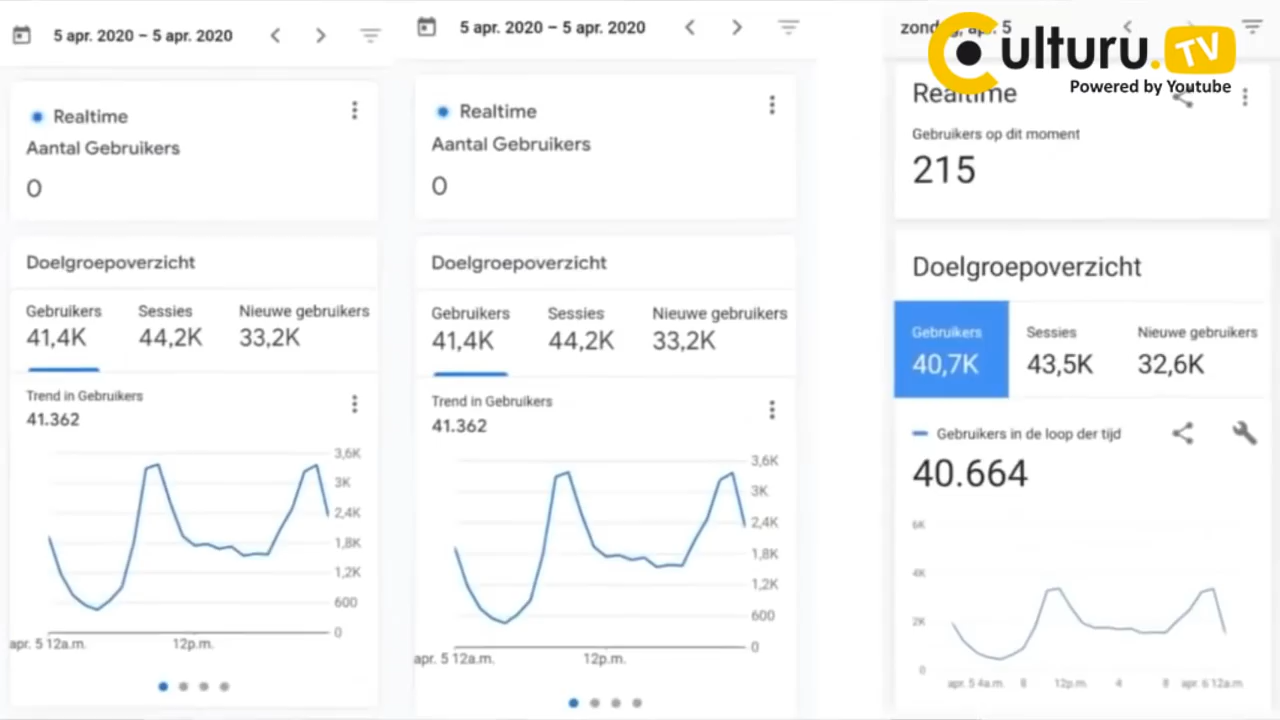 5 apr. 2020 – 5 apr. 2020
Realtime
Aantal Gebruikers
0
Doelgroepoverzicht
Gebruikers Sessies Nieuwe gebruikers
41,4K 44,2K 33,2K
Trend in Gebruikers
41.362
3,6K
3K
2,4K
1,8K
1,2K
600
0
apr. 5 12a.m. 12p.m.
5 apr. 2020 – 5 apr. 2020
Realtime
Aantal Gebruikers
0
Doelgroepoverzicht
Gebruikers Sessies Nieuwe gebruikers
41,4K 44,2K 33,2K
Trend in Gebruikers
41.362
3,6K
3K
2,4K
1,8K
1,2K
600
0
apr. 5 12a.m. 12p.m.
5
Culturu.TV
Powered by Youtube
Realtime
Gebruikers op dit moment
215
Doelgroepoverzicht
Gebruikers Sessies Nieuwe gebruikers
40,7K 43,5K 32,6K
Gebruikers in de loop der tijd
40.664
6K
4K
2K
0
apr. 5 4a.m. 8 12p.m. 4 8 apr. 6 12a.m.